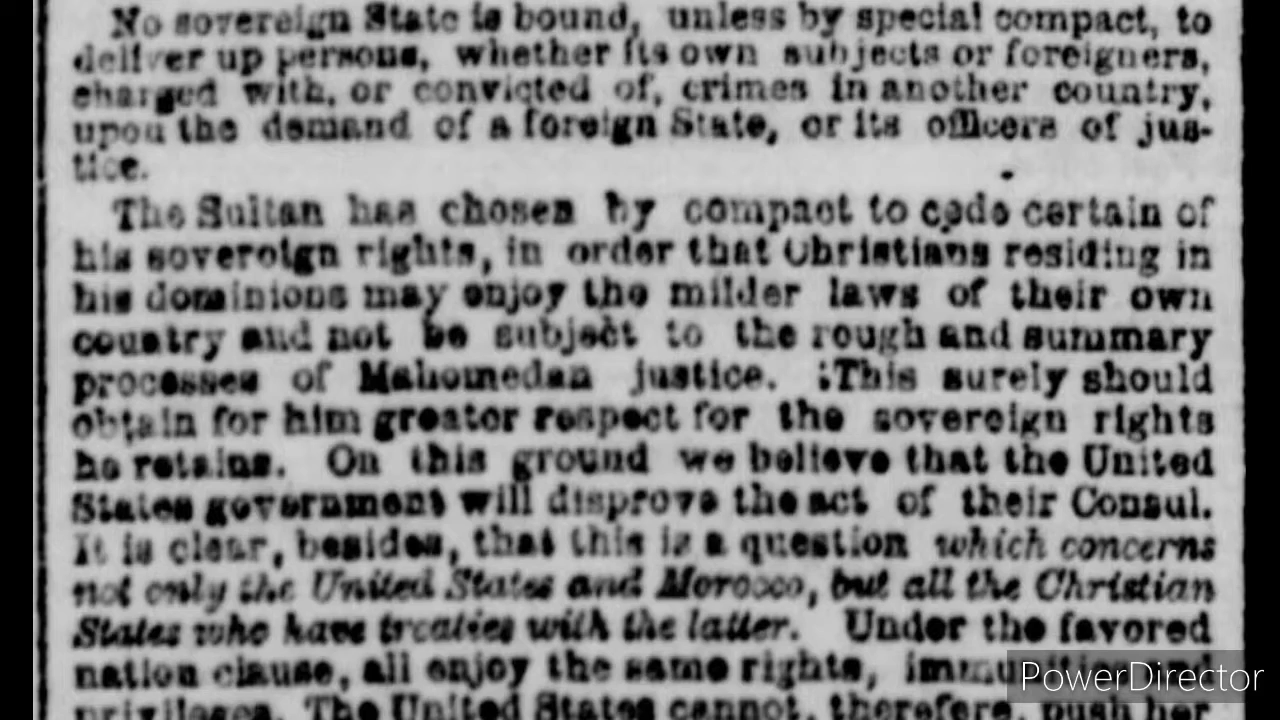 No sovereign State is bound, unless by special compact, to
deliver up persons, whether its own subjects or foreigners,
charged with, or convicted of, crimes in another country,
upon the demand of a foreign State, or its officers of jus-
tice.
The Sultan has chosen by compact to cede certain of
his sovereign rights, in order that Christians residing in
his dominions may enjoy the milder laws of their own
country and not be subject to the rough and summary
processes of Mahomedan justice. This surely should
obtain for him greater respect for the sovereign rights
he retains. On this ground we believe that the United
States government will disprove the act of their Consul.
It is clear, besides, that this is a question which concerns
not only the United States and Morocco, but all the Christian
States who have treaties with the latter. Under the favored
nation clause, all enjoy the same rights,
privileges. The United States cannot, therefore, push her
PowerDirector